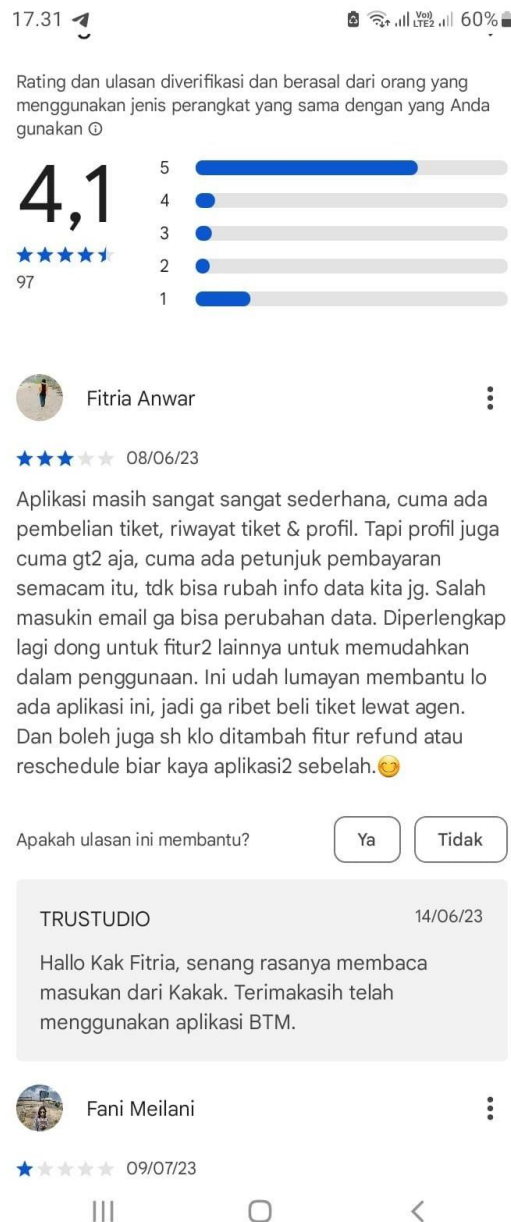 17.31
Vo))
LTE2
60%
Rating dan ulasan diverifikasi dan berasal dari orang yang
menggunakan jenis perangkat yang sama dengan yang Anda
gunakan
4,1
97
5
4
3
2
1
Fitria Anwar
08/06/23
Aplikasi masih sangat sangat sederhana, cuma ada
pembelian tiket, riwayat tiket & profil. Tapi profil juga
cuma gt2 aja, cuma ada petunjuk pembayaran
semacam itu, tdk bisa rubah info data kita jg. Salah
masukin email ga bisa perubahan data. Diperlengkap
lagi dong untuk fitur2 lainnya untuk memudahkan
dalam penggunaan. Ini udah lumayan membantu lo
ada aplikasi ini, jadi ga ribet beli tiket lewat agen.
Dan boleh juga sh klo ditambah fitur refund atau
reschedule biar kaya aplikasi2 sebelah.😊
Apakah ulasan ini membantu?
Ya
Tidak
TRUSTUDIO
14/06/23
Hallo Kak Fitria, senang rasanya membaca
masukan dari Kakak. Terimakasih telah
menggunakan aplikasi BTM.
Fani Meilani
09/07/23